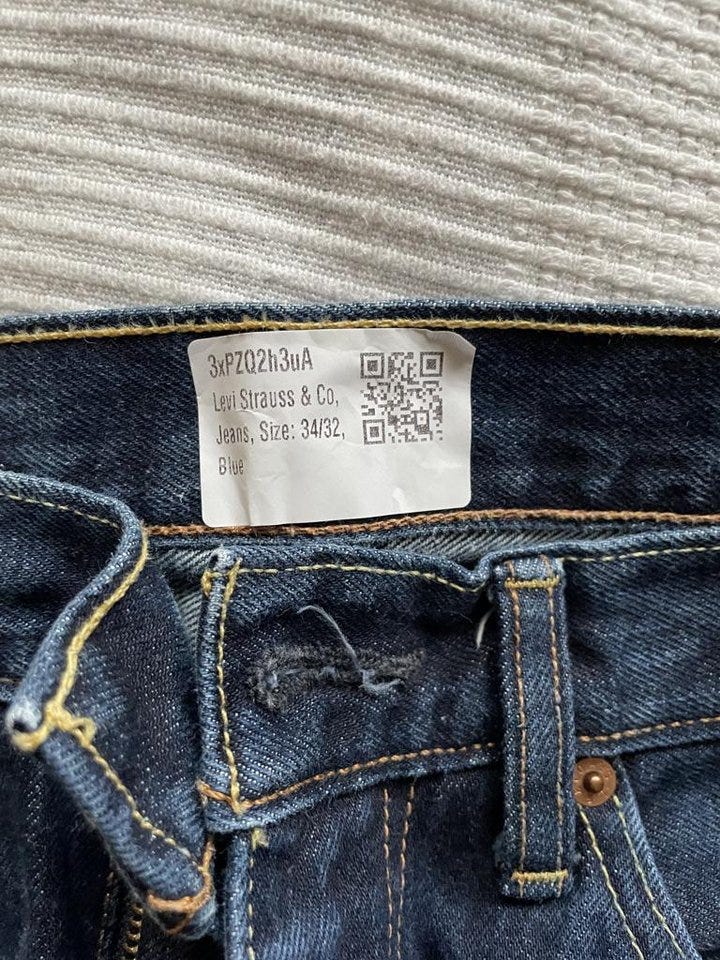 3xPZQ2h3uA
Levi Strauss & Co,
Jeans, Size: 34/32,
Blue